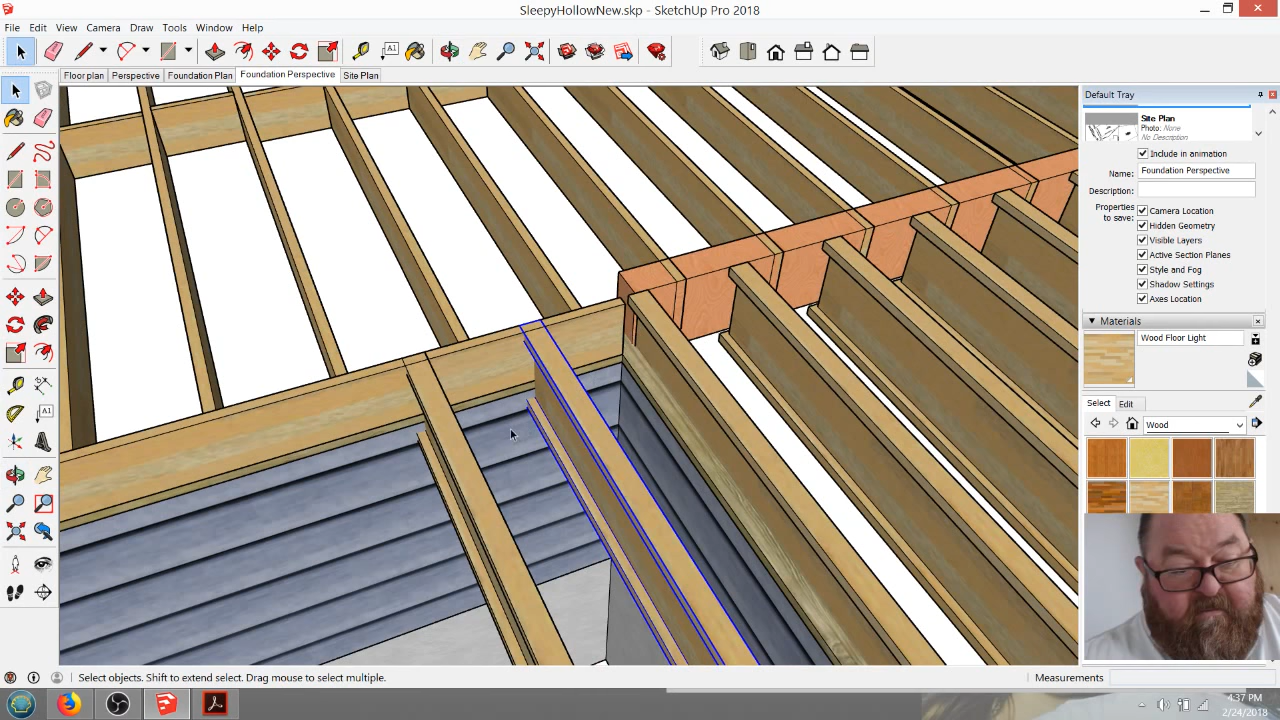 SleepyHollowNew.skp - SketchUp Pro 2018
File Edit View Camera Draw Tools Window Help
A1
Floor plan Perspective Foundation Plan Foundation Perspective Site Plan
Default Tray
Site Plan
Photo: None
No Description
Include in animation
Name: Foundation Perspective
Description:
Properties to save:
Camera Location
Hidden Geometry
Visible Layers
Active Section Planes
Style and Fog
Shadow Settings
Axes Location
Materials
Wood Floor Light
Select Edit
Wood
A1
Select objects. Shift to extend select. Drag mouse to select multiple.
Measurements
4:37 PM
2/24/2018